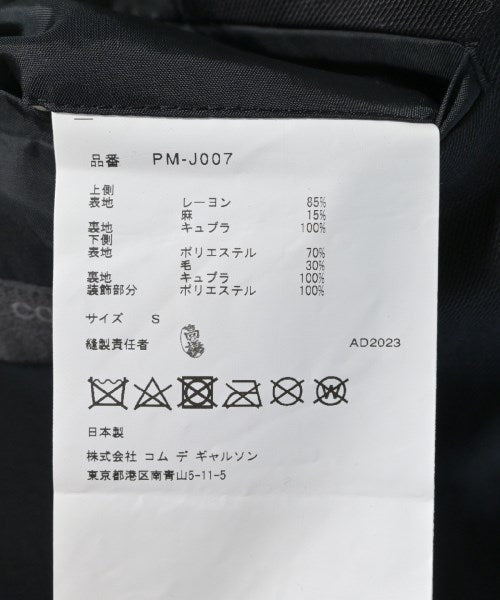 品番 PM-J007
上側
表地 レーヨン 85%
麻 15%
裏地 キュプラ 100%
下側
表地 ポリエステル 70%
毛 30%
裏地 キュプラ 100%
装飾部分 ポリエステル 100%
サイズ S
縫製責任者 高橋 AD2023
W
日本製
株式会社 コム デ ギャルソン
東京都港区南青山5-11-5